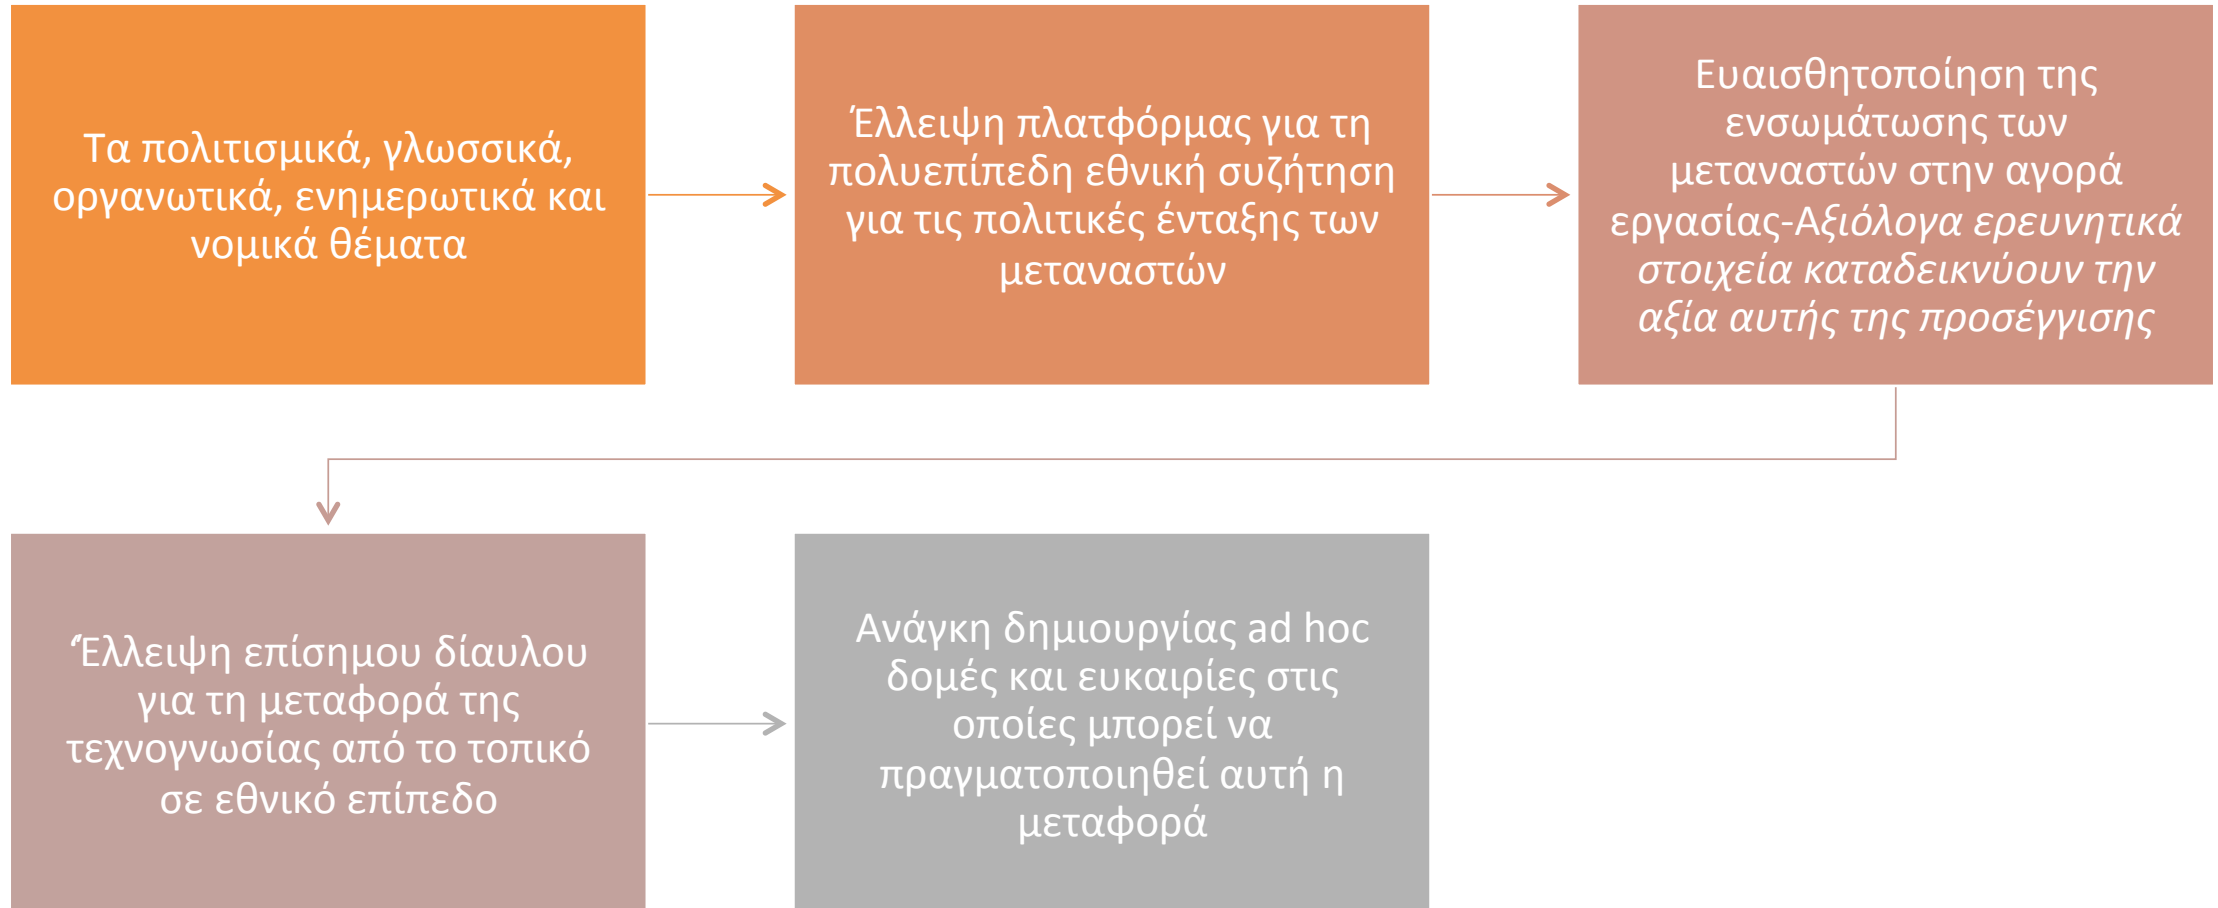 Τα πολιτισμικά, γλωσσικά,
οργανωτικά, ενημερωτικά και
νομικά θέματα
Έλλειψη πλατφόρμας για τη
πολυεπίπεδη εθνική συζήτηση
για τις πολιτικές ένταξης των
μεταναστών
Ευαισθητοποίηση της
ενσωμάτωσης των
μεταναστών στην αγορά
εργασίας-Αξιόλογα ερευνητικά
στοιχεία καταδεικνύουν την
αξία αυτής της προσέγγισης
‘Έλλειψη επίσημου δίαυλου
για τη μεταφορά της
τεχνογνωσίας από το τοπικό
σε εθνικό επίπεδο
Ανάγκη δημιουργίας ad hoc
δομές και ευκαιρίες στις
οποίες μπορεί να
πραγματοποιηθεί αυτή η
μεταφορά